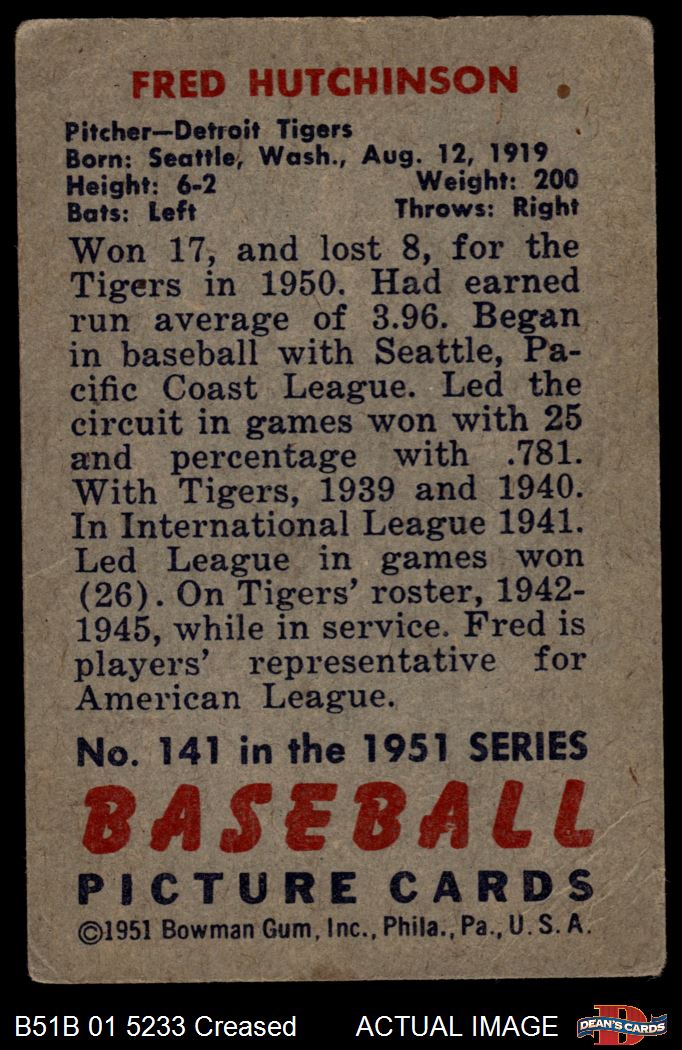 FRED HUTCHINSON
Pitcher—Detroit Tigers
Born: Seattle, Wash., Aug. 12, 1919
Height: 6-2 Weight: 200
Bats: Left Throws: Right
Won 17, and lost 8, for the
Tigers in 1950. Had earned
run average of 3.96. Began
in baseball with Seattle, Pa-
cific Coast League. Led the
circuit in games won with 25
and percentage with .781.
With Tigers, 1939 and 1940.
In International League 1941.
Led League in games won
(26). On Tigers' roster, 1942-
1945, while in service. Fred is
players' representative for
American League.
No. 141 in the 1951 SERIES
BASEBALL
PICTURE CARDS
©1951 Bowman Gum, Inc., Phila., Pa., U. S. A.
B51B 01 5233 Creased ACTUAL IMAGE
D
DEAN'S CARDS